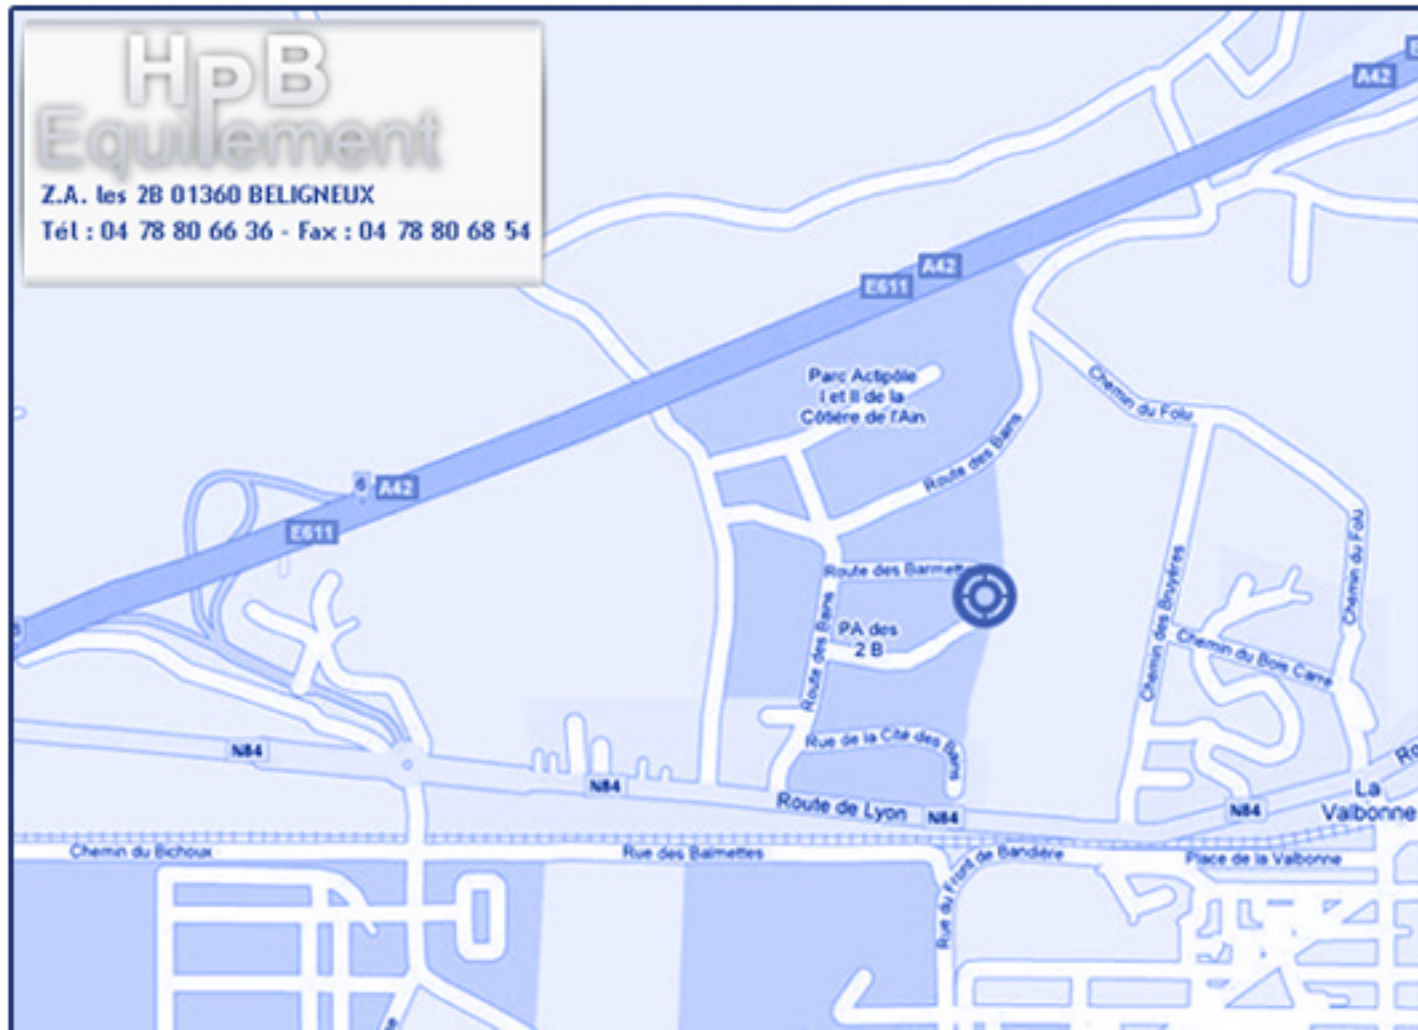 HPB
Equipement
Z.A. les 2B 01360 BELIGNEUX
Tél : 04 78 80 66 36 - Fax : 04 78 80 68 54
A42
A42
E611
Parc Actipôle
I et II de la
Côtière de l'Ain
Chemin du Folu
Route des Bains
6 A42
E611
Route des Barmettes
Chemin du Folu
Chemin des Bruyères
Route des Bains
PA des
2 B
Chemin du Bois Carre
Rue de la Cité des Bains
N84
N84
Route de Lyon
N84
N84
La
Valbonne
Chemin du Bichoux
Rue des Balmettes
Rue du Front de Bandière
Place de la Valbonne